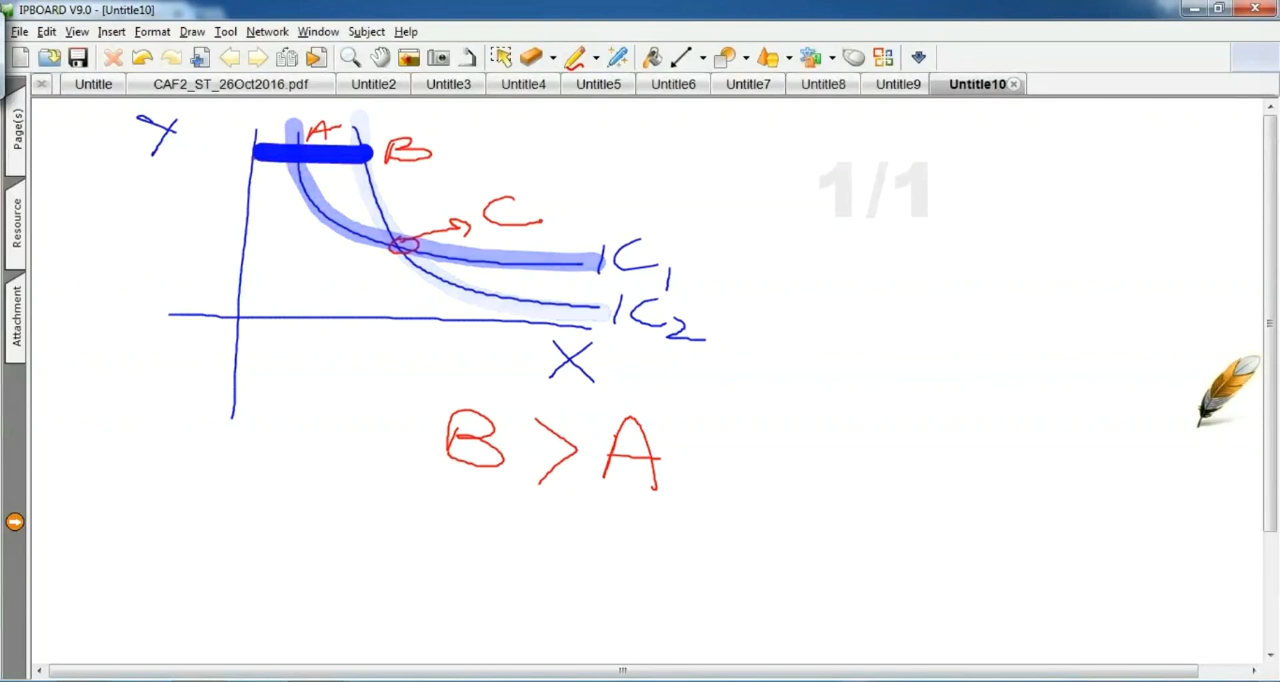 IPBOARD V9.0 - [Untitle10]
File Edit View Insert Format Draw Tool Network Window Subject Help
Untitle CAF2_ST_26Oct2016.pdf Untitle2 Untitle3 Untitle4 Untitle5 Untitle6 Untitle7 Untitle8 Untitle9 Untitle10
Page(s)
Resource
Attachment
1/1
Y
A
B
C
IC1
IC2
X
B > A